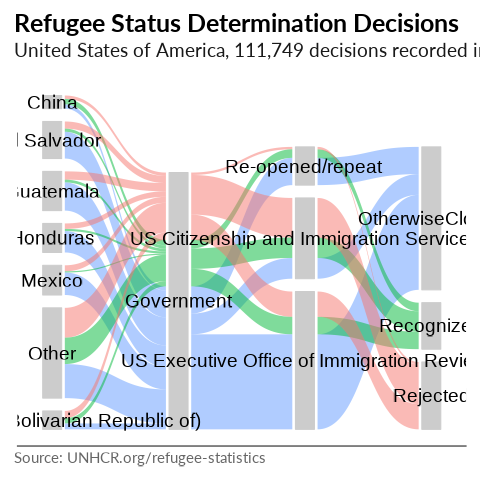 Refugee Status Determination Decisions
United States of America, 111,749 decisions recorded i
China
l Salvador
uatemala
Honduras
Mexico
Other
Bolivarian Republic of)
Government
Re-opened/repeat
US Citizenship and Immigration Service
US Executive Office of Immigration Revie
OtherwiseClo
Recognize
Rejected
Source: UNHCR.org/refugee-statistics